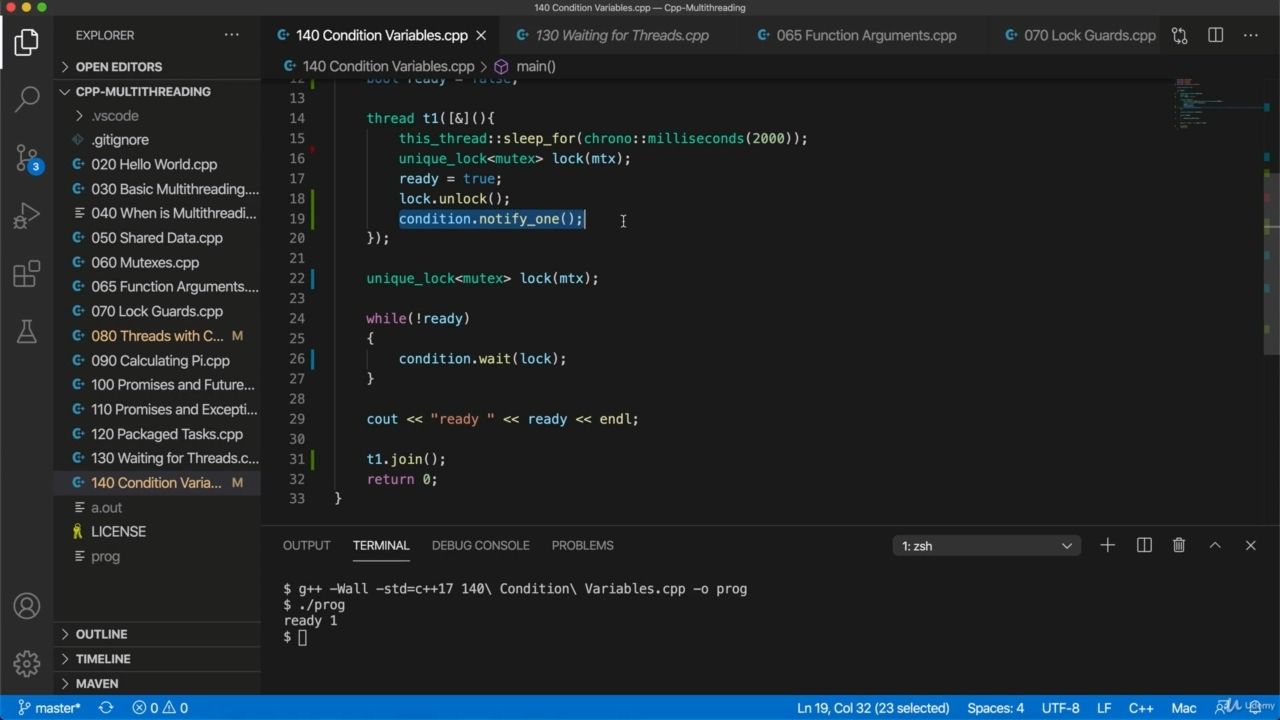 140 Condition Variables.cpp — Cpp-Multithreading
EXPLORER
140 Condition Variables.cpp
130 Waiting for Threads.cpp
065 Function Arguments.cpp
070 Lock Guards.cpp
140 Condition Variables.cpp > main()
OPEN EDITORS
CPP-MULTITHREADING
.vscode
.gitignore
020 Hello World.cpp
030 Basic Multithreading....
040 When is Multithreadi...
050 Shared Data.cpp
060 Mutexes.cpp
065 Function Arguments....
070 Lock Guards.cpp
080 Threads with C... M
090 Calculating Pi.cpp
100 Promises and Future...
110 Promises and Excepti...
120 Packaged Tasks.cpp
130 Waiting for Threads.c...
140 Condition Varia... M
a.out
LICENSE
prog
OUTLINE
TIMELINE
MAVEN
3
12 bool ready = false;
13
14 thread t1([&](){
15 this_thread::sleep_for(chrono::milliseconds(2000));
16 unique_lock<mutex> lock(mtx);
17 ready = true;
18 lock.unlock();
19 condition.notify_one();
20 });
21
22 unique_lock<mutex> lock(mtx);
23
24 while(!ready)
25 {
26 condition.wait(lock);
27 }
28
29 cout << "ready " << ready << endl;
30
31 t1.join();
32 return 0;
33 }
OUTPUT TERMINAL DEBUG CONSOLE PROBLEMS
1: zsh
$ g++ -Wall -std=c++17 140\ Condition\ Variables.cpp -o prog
$ ./prog
ready 1
$
master* 0 0 Ln 19, Col 32 (23 selected) Spaces: 4 UTF-8 LF C++ Mac
Udemy